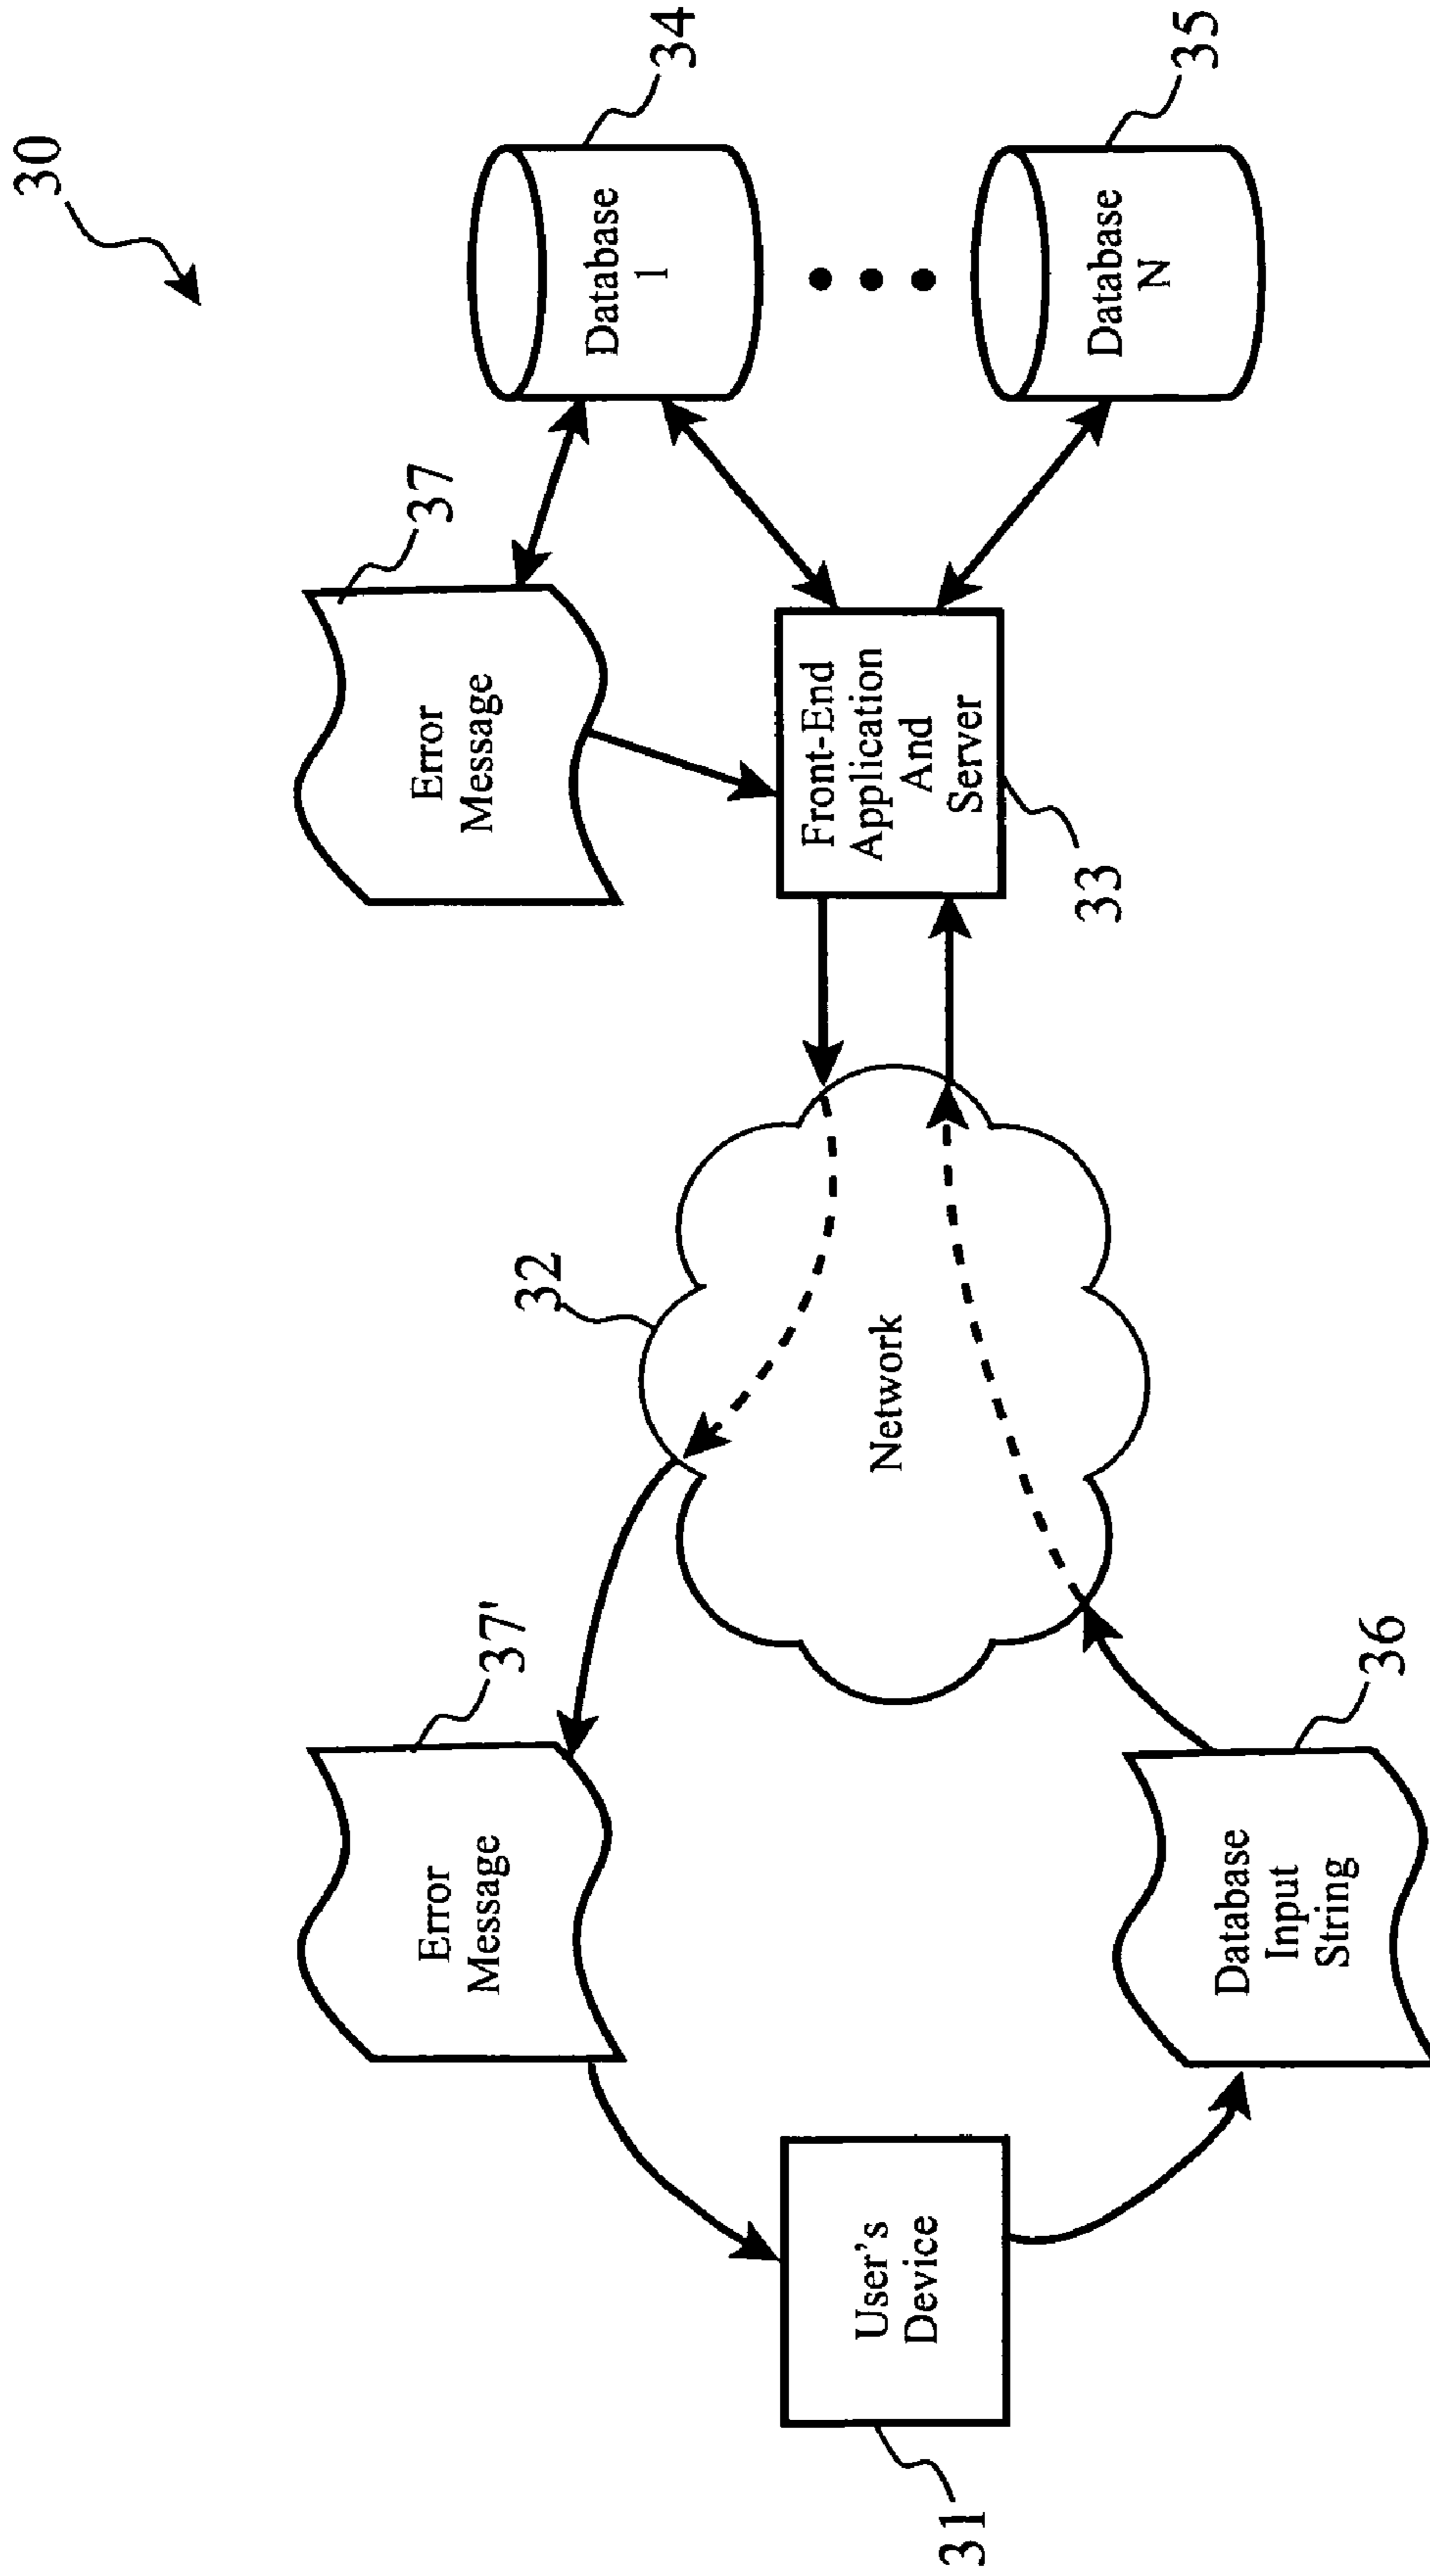 30
Error
Message
37'
32
Error
Message
37
Database
1
34
User's
Device
31
Network
Front-End
Application
And
Server
33
Database
N
35
Database
Input
String
36